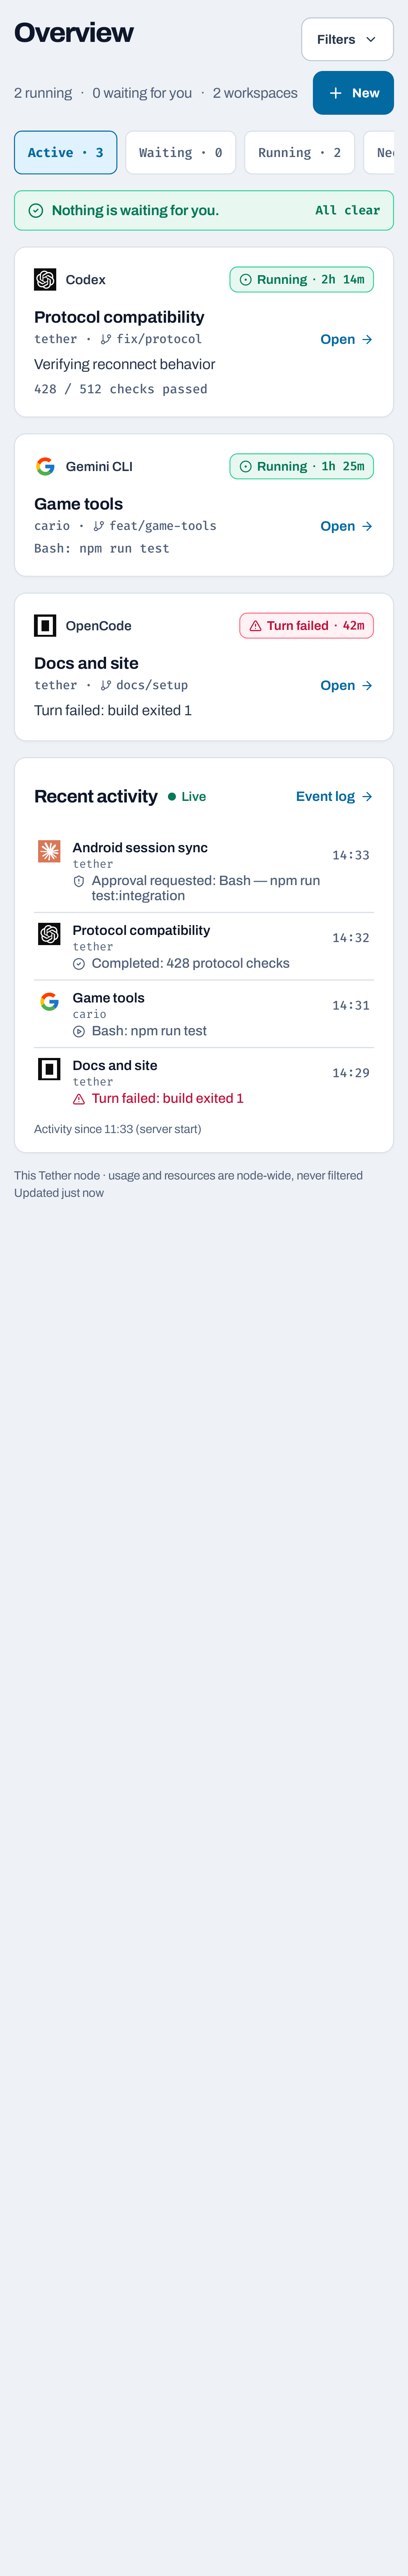 Overview
Filters
2 running · 0 waiting for you · 2 workspaces
New
Active · 3
Waiting · 0
Running · 2
Nothing is waiting for you.
All clear
Codex
Running · 2h 14m
Protocol compatibility
tether · fix/protocol
Open
Verifying reconnect behavior
428 / 512 checks passed
Gemini CLI
Running · 1h 25m
Game tools
cario · feat/game-tools
Open
Bash: npm run test
OpenCode
Turn failed · 42m
Docs and site
tether · docs/setup
Open
Turn failed: build exited 1
Recent activity
Live
Event log
Android session sync
14:33
tether
Approval requested: Bash — npm run
test:integration
Protocol compatibility
14:32
tether
Completed: 428 protocol checks
Game tools
14:31
cario
Bash: npm run test
Docs and site
14:29
tether
Turn failed: build exited 1
Activity since 11:33 (server start)
This Tether node · usage and resources are node-wide, never filtered
Updated just now